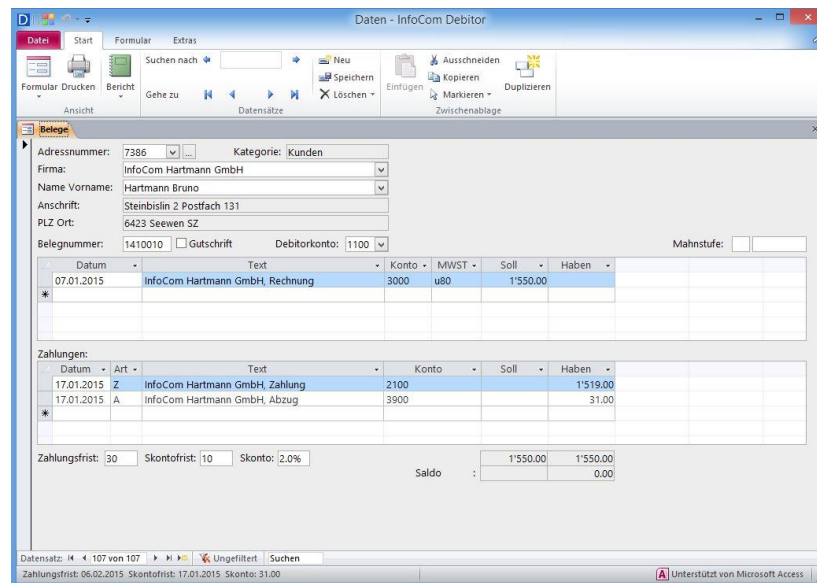 Daten - InfoCom Debitor
Datei Start Formular Extras
Formular Drucken Bericht
Ansicht
Suchen nach
Gehe zu
Neu
Speichern
Löschen
Datensätze
Einfügen
Ausschneiden
Kopieren
Markieren
Duplizieren
Zwischenablage
Belege
Adressnummer: 7386 ... Kategorie: Kunden
Firma: InfoCom Hartmann GmbH
Name Vorname: Hartmann Bruno
Anschrift: Steinbislin 2 Postfach 131
PLZ Ort: 6423 Seewen SZ
Belegnummer: 1410010 Gutschrift Debitorkonto: 1100 Mahnstufe:
Datum Text Konto MWST Soll Haben
07.01.2015 InfoCom Hartmann GmbH, Rechnung 3000 u80 1'550.00
Zahlungen:
Datum Art Text Konto Soll Haben
17.01.2015 Z InfoCom Hartmann GmbH, Zahlung 2100 1'519.00
17.01.2015 A InfoCom Hartmann GmbH, Abzug 3900 31.00
Zahlungsfrist: 30 Skontofrist: 10 Skonto: 2.0% 1'550.00 1'550.00
Saldo : 0.00
Datensatz: 107 von 107 Ungefiltert Suchen
Zahlungsfrist: 06.02.2015 Skontofrist: 17.01.2015 Skonto: 31.00 Unterstützt von Microsoft Access